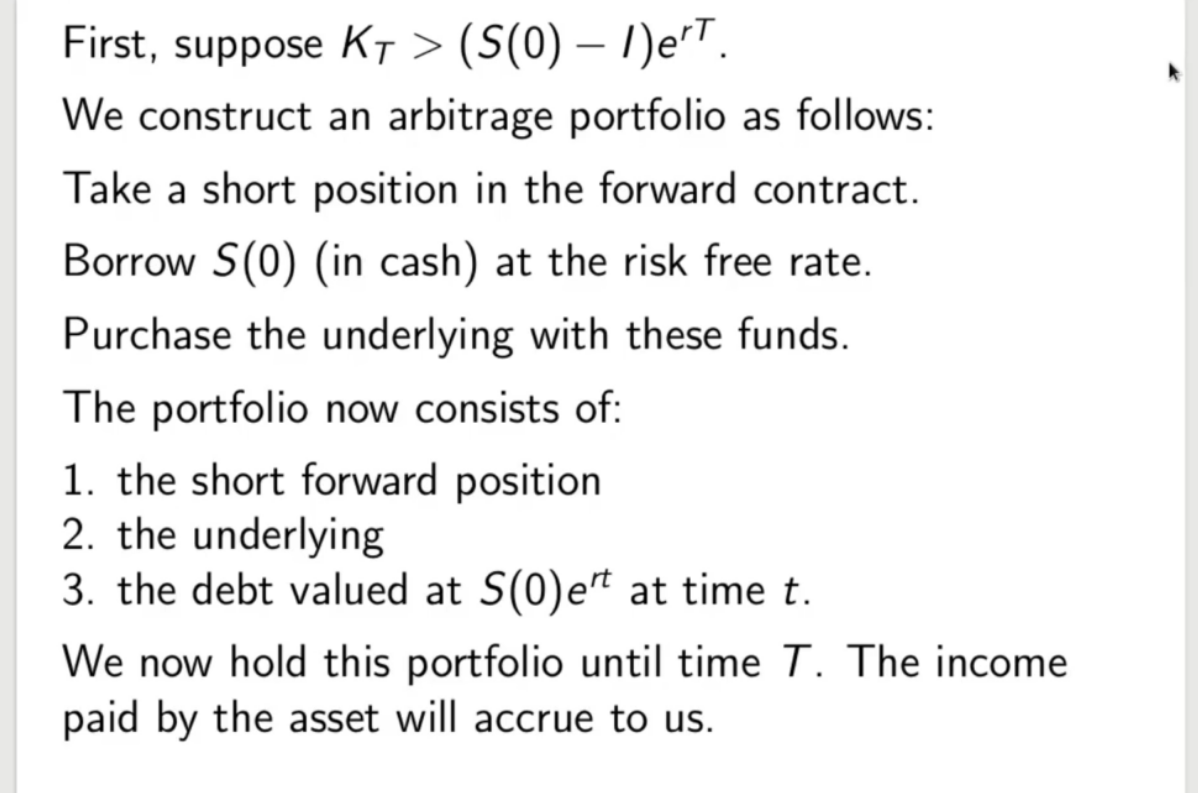 First, suppose K_T > (S(0) – I)e^{rT}.
We construct an arbitrage portfolio as follows:
Take a short position in the forward contract.
Borrow S(0) (in cash) at the risk free rate.
Purchase the underlying with these funds.
The portfolio now consists of:
1. the short forward position
2. the underlying
3. the debt valued at S(0)e^{rt} at time t.
We now hold this portfolio until time T. The income
paid by the asset will accrue to us.